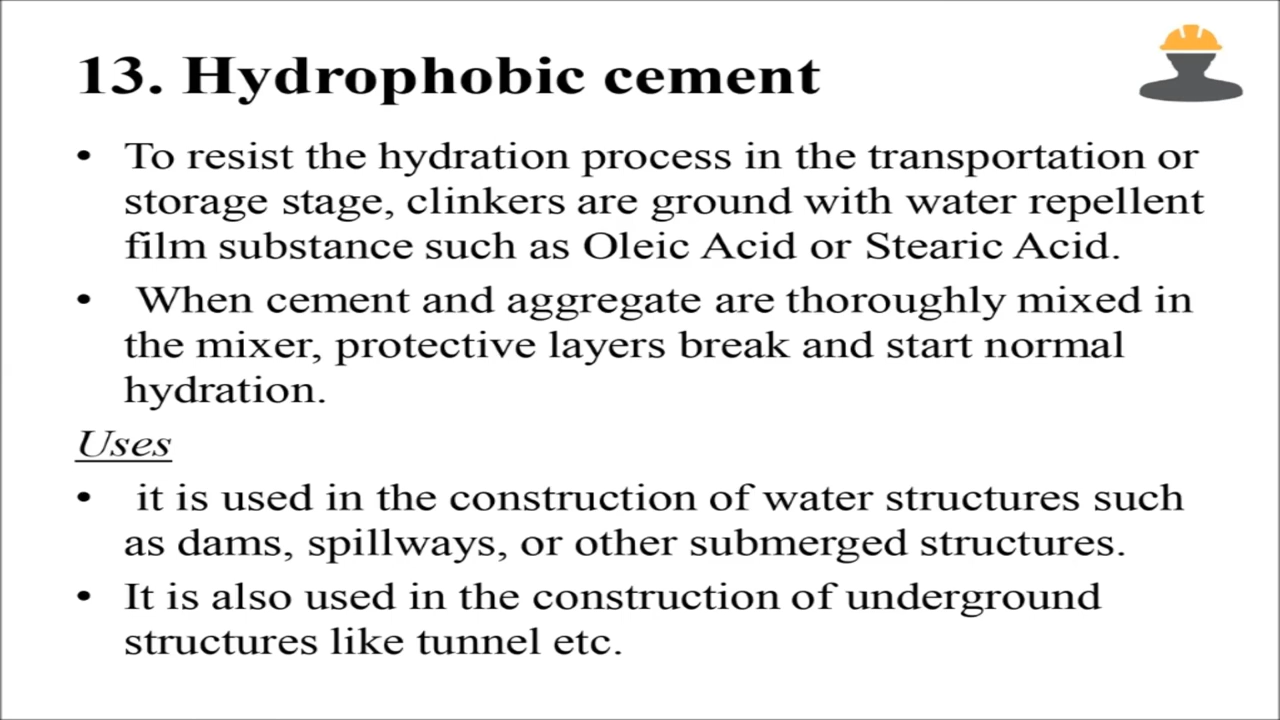 13. Hydrophobic cement
• To resist the hydration process in the transportation or
storage stage, clinkers are ground with water repellent
film substance such as Oleic Acid or Stearic Acid.
• When cement and aggregate are thoroughly mixed in
the mixer, protective layers break and start normal
hydration.
Uses
• it is used in the construction of water structures such
as dams, spillways, or other submerged structures.
• It is also used in the construction of underground
structures like tunnel etc.